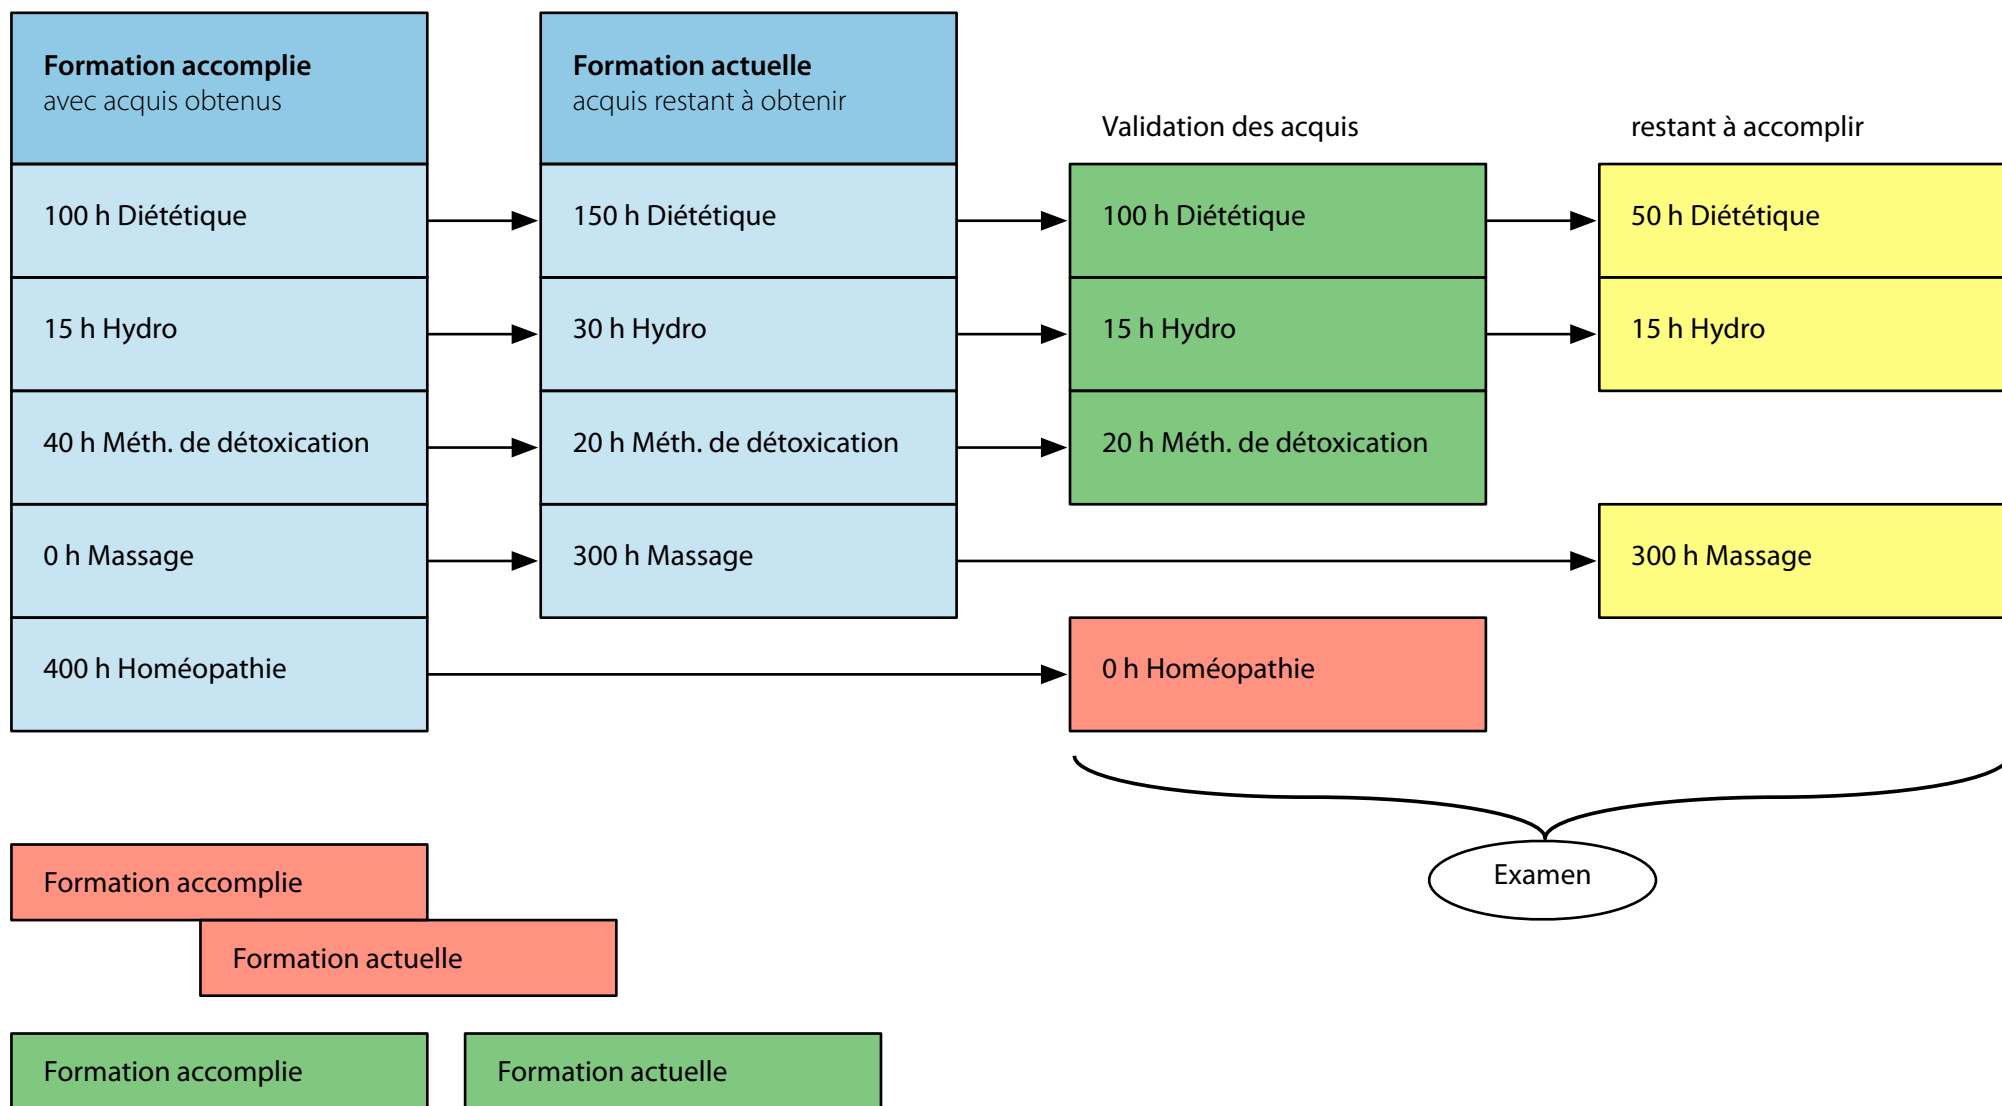 Formation accomplie
avec acquis obtenus
Formation actuelle
acquis restant à obtenir
Validation des acquis
restant à accomplir
100 h Diététique
150 h Diététique
100 h Diététique
50 h Diététique
15 h Hydro
30 h Hydro
15 h Hydro
15 h Hydro
40 h Méth. de détoxication
20 h Méth. de détoxication
20 h Méth. de détoxication
0 h Massage
300 h Massage
300 h Massage
400 h Homéopathie
0 h Homéopathie
Examen
Formation accomplie
Formation actuelle
Formation accomplie
Formation actuelle